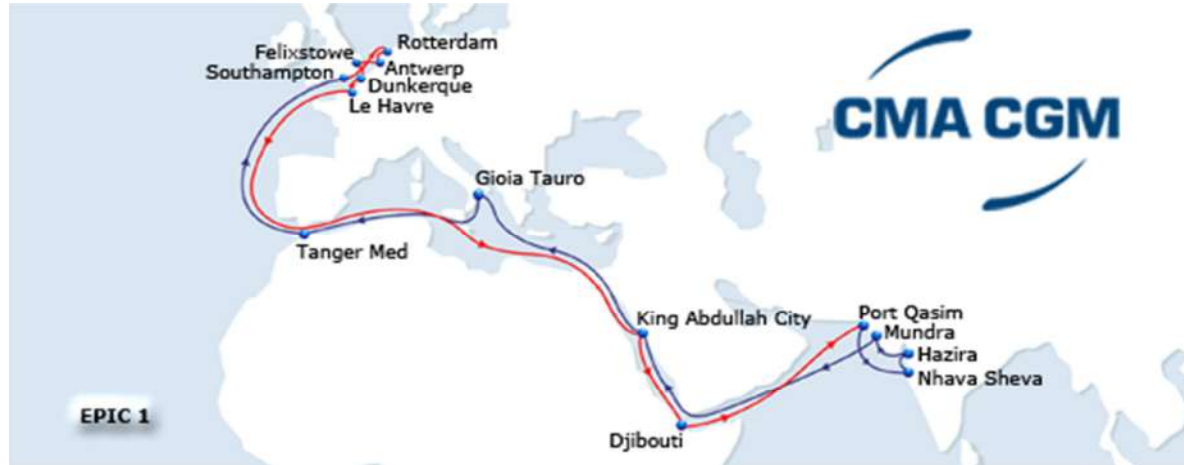 Rotterdam
Felixstowe
Antwerp
Southampton
Dunkerque
Le Havre
CMA CGM
Gioia Tauro
Tanger Med
King Abdullah City
Port Qasim
Mundra
Hazira
Nhava Sheva
EPIC 1
Djibouti